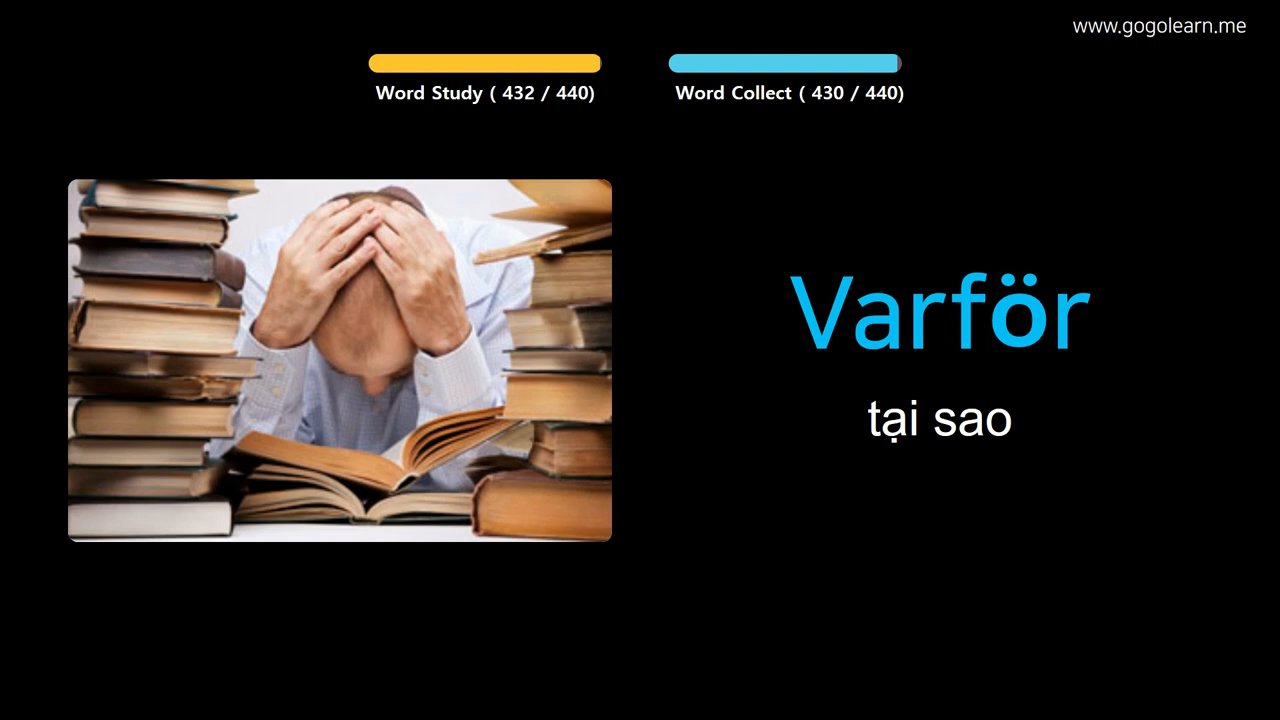 www.gogolearn.me
Word Study ( 432 / 440)
Word Collect ( 430 / 440)
Varför
tại sao